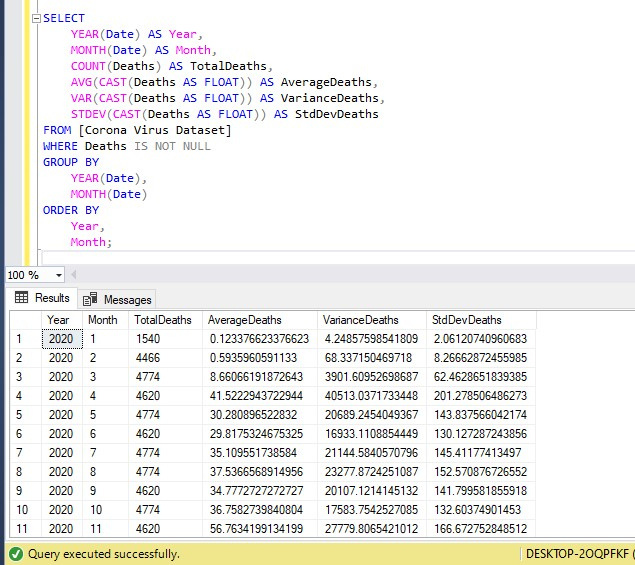 SELECT
YEAR(Date) AS Year,
MONTH(Date) AS Month,
COUNT(Deaths) AS TotalDeaths,
AVG(CAST(Deaths AS FLOAT)) AS AverageDeaths,
VAR(CAST(Deaths AS FLOAT)) AS VarianceDeaths,
STDEV(CAST(Deaths AS FLOAT)) AS StdDevDeaths
FROM [Corona Virus Dataset]
WHERE Deaths IS NOT NULL
GROUP BY
YEAR(Date),
MONTH(Date)
ORDER BY
Year,
Month;
100 %
Results Messages
Year Month TotalDeaths AverageDeaths VarianceDeaths StdDevDeaths
1 2020 1 1540 0.123376623376623 4.24857598541809 2.06120740960683
2 2020 2 4466 0.5935960591133 68.337150469718 8.26662872455985
3 2020 3 4774 8.66066191872643 3901.60952698687 62.4628651839385
4 2020 4 4620 41.5222943722944 40513.0371733448 201.278506486273
5 2020 5 4774 30.280896522832 20689.2454049367 143.837566042174
6 2020 6 4620 29.8175324675325 16933.1108854449 130.127287243856
7 2020 7 4774 35.109551738584 21144.5840570796 145.41177413497
8 2020 8 4774 37.5366568914956 23277.8724251087 152.570876726552
9 2020 9 4620 34.7772727272727 20107.1214145132 141.799581855918
10 2020 10 4774 36.7582739840804 17583.7542527085 132.60374901453
11 2020 11 4620 56.7634199134199 27779.8065421012 166.672752848512
Query executed successfully. DESKTOP-2OQPFKF (